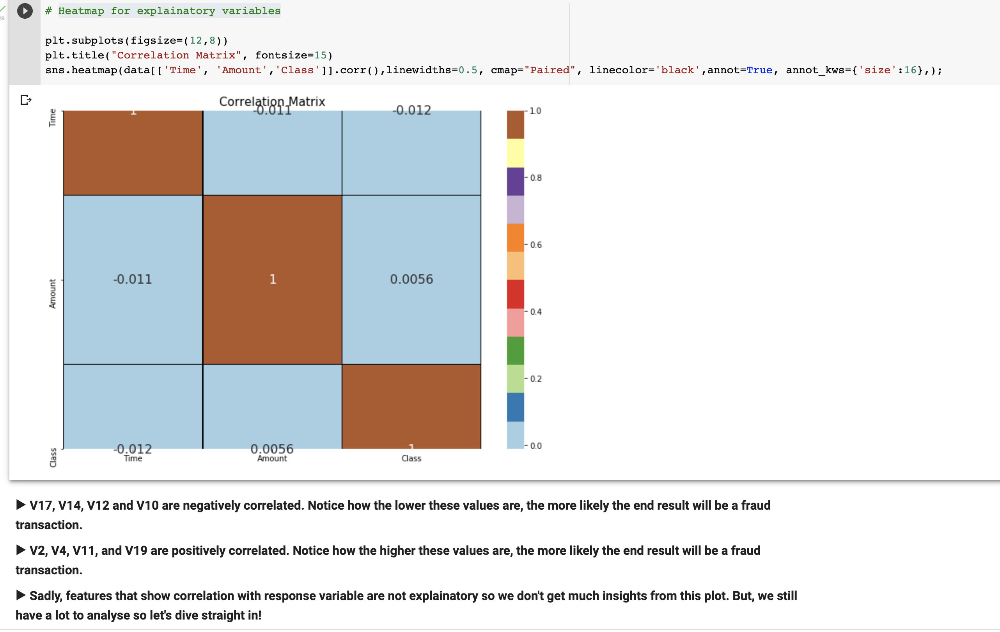 # Heatmap for explainatory variables
plt.subplots(figsize=(12,8))
plt.title("Correlation Matrix", fontsize=15)
sns.heatmap(data[['Time', 'Amount','Class']].corr(),linewidths=0.5, cmap="Paired", linecolor='black',annot=True, annot_kws={'size':16},);
Correlation Matrix
Time
1
-0.011
-0.012
1.0
0.8
0.6
Amount
-0.011
1
0.0056
0.4
0.2
0.0
Class
-0.012
0.0056
1
Time
Amount
Class
▶ V17, V14, V12 and V10 are negatively correlated. Notice how the lower these values are, the more likely the end result will be a fraud
transaction.
▶ V2, V4, V11, and V19 are positively correlated. Notice how the higher these values are, the more likely the end result will be a fraud
transaction.
▶ Sadly, features that show correlation with response variable are not explainatory so we don't get much insights from this plot. But, we still
have a lot to analyse so let's dive straight in!